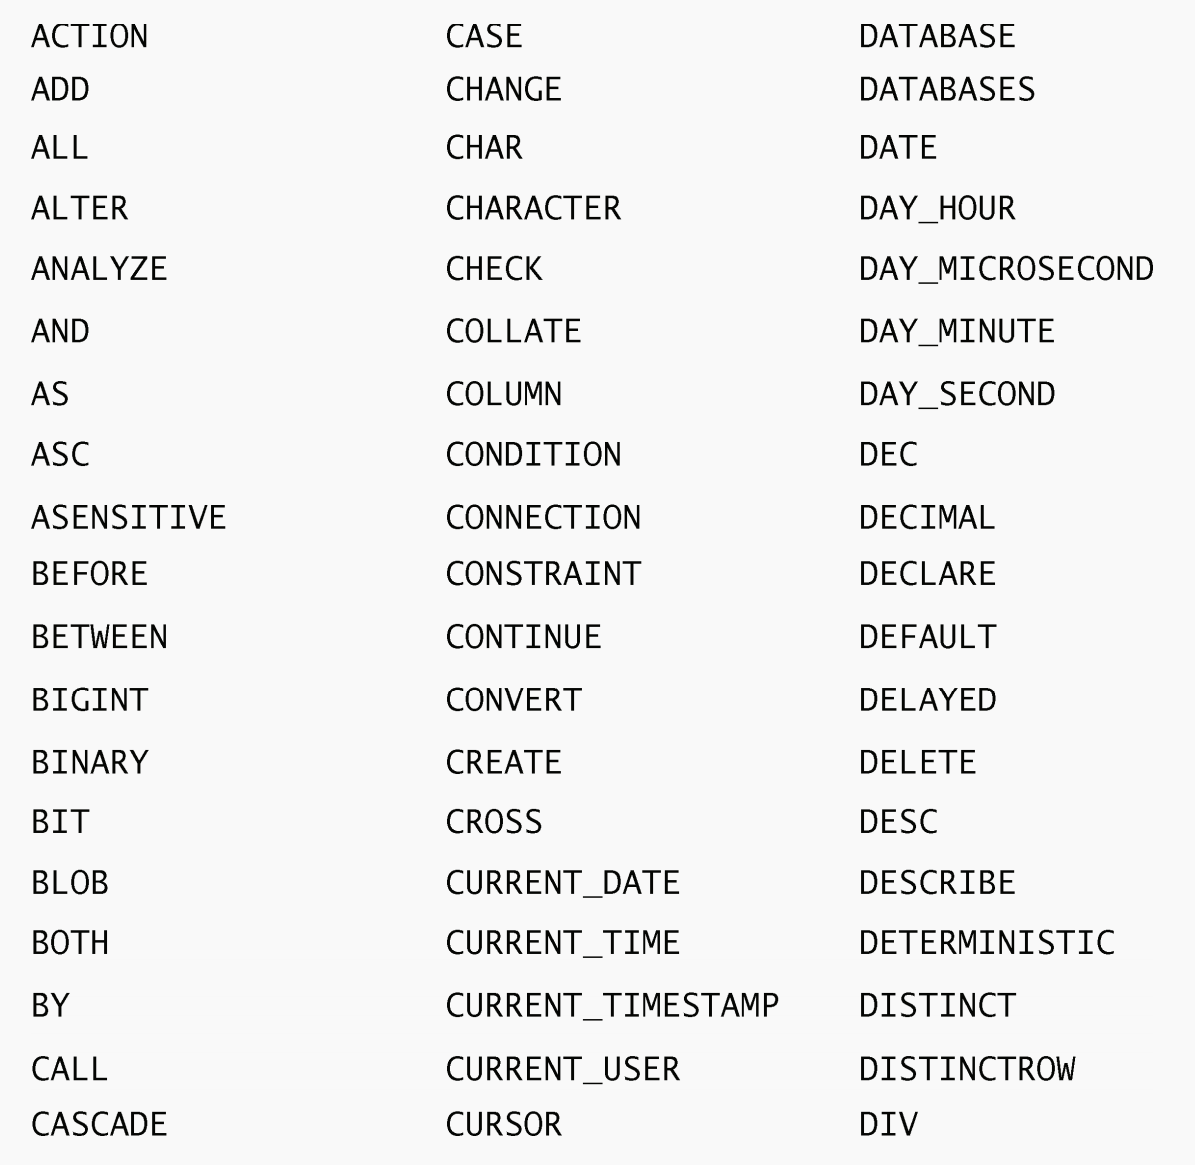 ACTION CASE DATABASE
ADD CHANGE DATABASES
ALL CHAR DATE
ALTER CHARACTER DAY_HOUR
ANALYZE CHECK DAY_MICROSECOND
AND COLLATE DAY_MINUTE
AS COLUMN DAY_SECOND
ASC CONDITION DEC
ASENSITIVE CONNECTION DECIMAL
BEFORE CONSTRAINT DECLARE
BETWEEN CONTINUE DEFAULT
BIGINT CONVERT DELAYED
BINARY CREATE DELETE
BIT CROSS DESC
BLOB CURRENT_DATE DESCRIBE
BOTH CURRENT_TIME DETERMINISTIC
BY CURRENT_TIMESTAMP DISTINCT
CALL CURRENT_USER DISTINCTROW
CASCADE CURSOR DIV